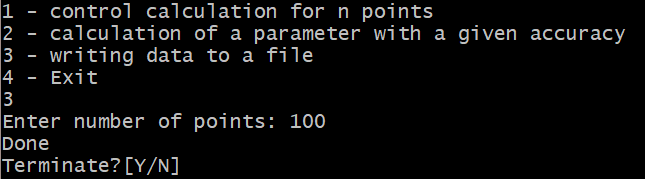 1 - control calculation for n points
2 - calculation of a parameter with a given accuracy
3 - writing data to a file
4 - Exit
3
Enter number of points: 100
Done
Terminate?[Y/N]